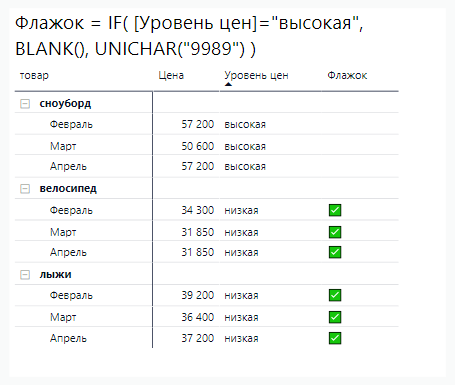 Флажок = IF( [Уровень цен]="высокая",
BLANK(), UNICHAR("9989") )
товар Цена Уровень цен Флажок
сноуборд
Февраль 57 200 высокая
Март 50 600 высокая
Апрель 57 200 высокая
велосипед
Февраль 34 300 низкая ✅
Март 31 850 низкая ✅
Апрель 31 850 низкая ✅
лыжи
Февраль 39 200 низкая ✅
Март 36 400 низкая ✅
Апрель 37 200 низкая ✅